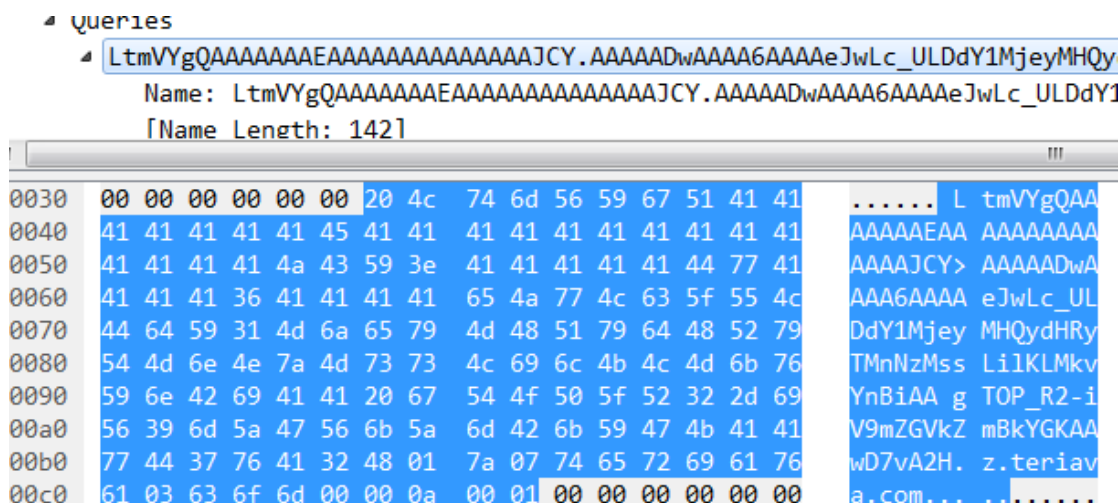 Queries
LtmVYgQAAAAAAAEAAAAAAAAAAAAAAJCY.AAAAADwAAAA6AAAAeJwLc_ULDdY1MjeyMHQy
Name: LtmVYgQAAAAAAAEAAAAAAAAAAAAAAJCY.AAAAADwAAAA6AAAAeJwLc_ULDdY1
[Name Length: 142]
0030 00 00 00 00 00 00 20 4c 74 6d 56 59 67 51 41 41 ...... L tmVYgQAA
0040 41 41 41 41 41 45 41 41 41 41 41 41 41 41 41 41 AAAAAEAA AAAAAAAA
0050 41 41 41 41 4a 43 59 3e 41 41 41 41 41 44 77 41 AAAAJCY> AAAAADwA
0060 41 41 41 36 41 41 41 41 65 4a 77 4c 63 5f 55 4c AAA6AAAA eJwLc_UL
0070 44 64 59 31 4d 6a 65 79 4d 48 51 79 64 48 52 79 DdY1Mjey MHQydHRy
0080 54 4d 6e 4e 7a 4d 73 73 4c 69 6c 4b 4c 4d 6b 76 TMnNzMss LilKLMkv
0090 59 6e 42 69 41 41 20 67 54 4f 50 5f 52 32 2d 69 YnBiAA g TOP_R2-i
00a0 56 39 6d 5a 47 56 6b 5a 6d 42 6b 59 47 4b 41 41 V9mZGVkZ mBkYGKAA
00b0 77 44 37 76 41 32 48 01 7a 07 74 65 72 69 61 76 wD7vA2H. z.teriav
00c0 61 03 63 6f 6d 00 00 0a 00 01 00 00 00 00 00 00 a.com... ........